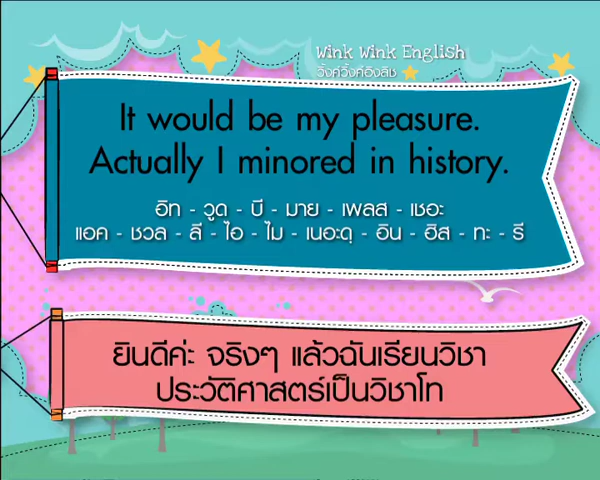 Wink Wink English
วิ้งค์วิ้งค์อิงลิช
It would be my pleasure.
Actually I minored in history.
อิท - วูด - บี - มาย - เพลส - เชอะ
แอค - ชวล - ลี - ไอ - ไม - เนอะดฺ - อิน - ฮิส - ทะ - รี
ยินดีค่ะ จริงๆ แล้วฉันเรียนวิชา
ประวัติศาสตร์เป็นวิชาโท